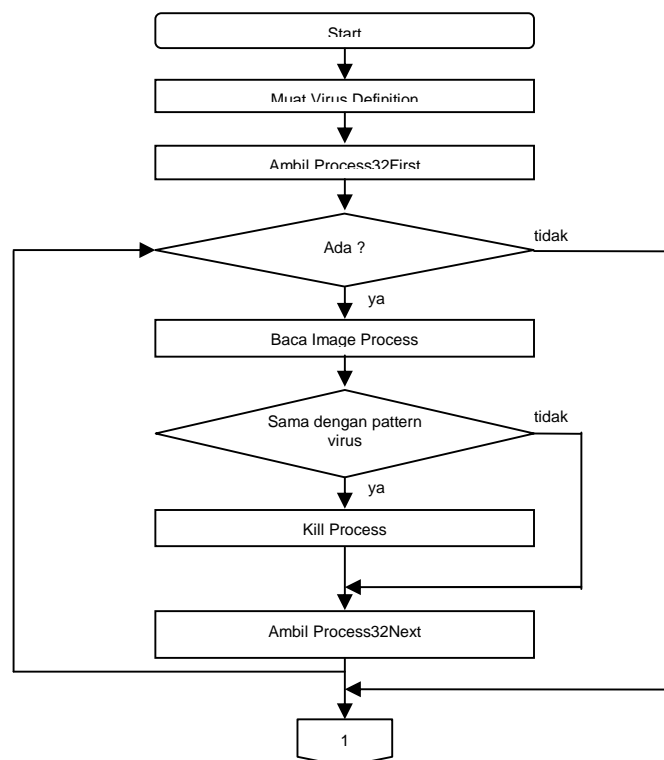 Start
Muat Virus Definition
Ambil Process32First
Ada ?
tidak
ya
Baca Image Process
Sama dengan pattern
virus
tidak
ya
Kill Process
Ambil Process32Next
1